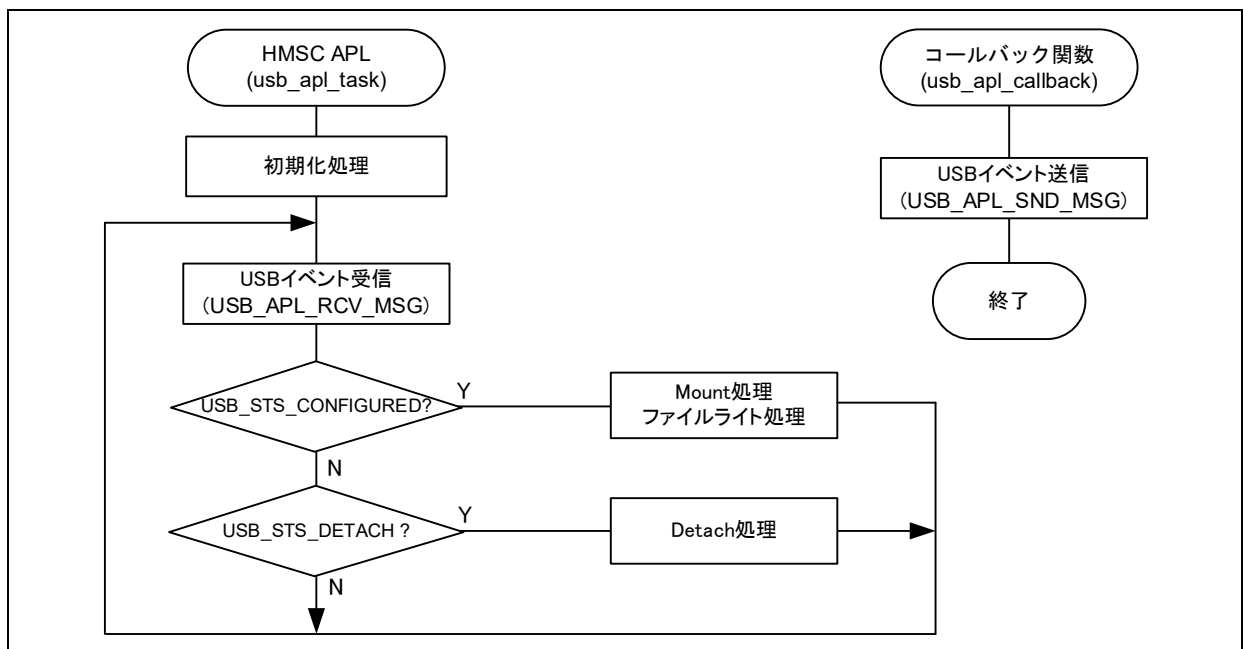 HMSC APL
(usb_apl_task)
初期化処理
USBイベント受信
(USB_APL_RCV_MSG)
USB_STS_CONFIGURED?
Y
Mount処理
ファイルライト処理
N
USB_STS_DETACH ?
Y
Detach処理
N
コールバック関数
(usb_apl_callback)
USBイベント送信
(USB_APL_SND_MSG)
終了